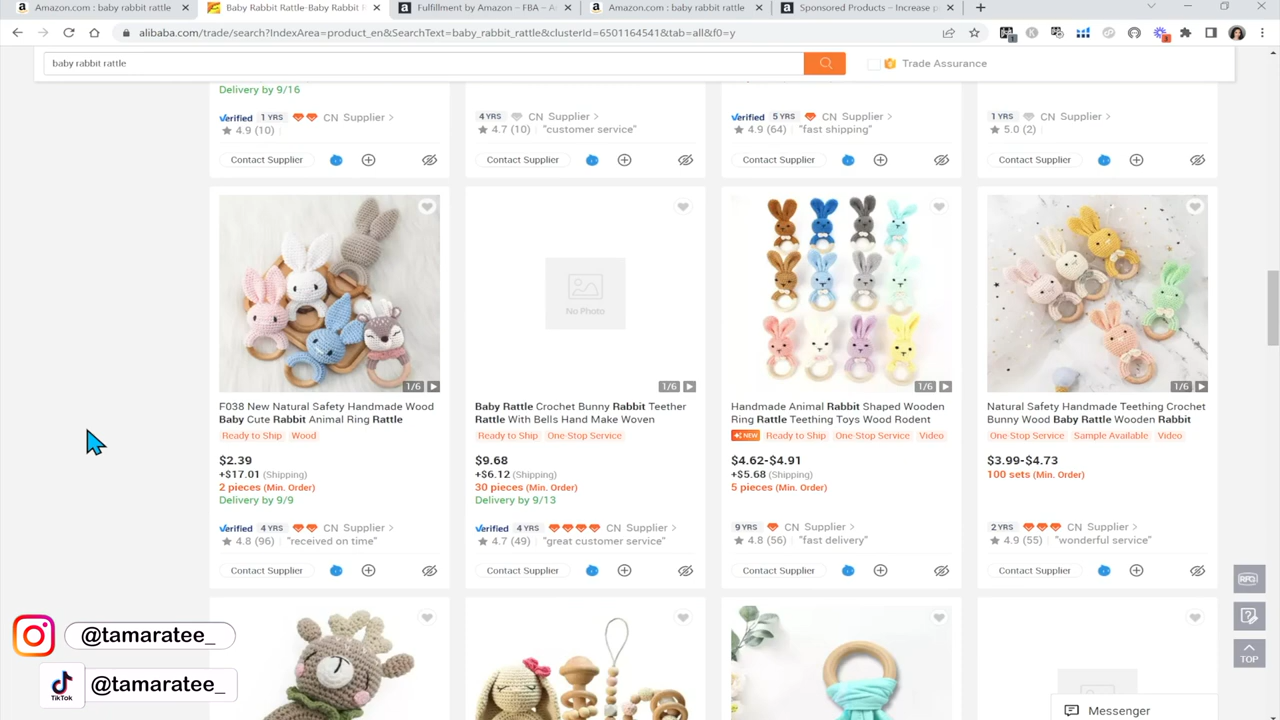 Amazon.com : baby rabbit rattle
Baby Rabbit Rattle-Baby Rabbit
Fulfillment by Amazon – FBA – A
Amazon.com : baby rabbit rattle
Sponsored Products – Increase p
alibaba.com/trade/search?IndexArea=product_en&SearchText=baby_rabbit_rattle&clusterId=6501164541&tab=all&f0=y
baby rabbit rattle
Trade Assurance
Delivery by 9/16
Verified 1 YRS CN Supplier >
4.9 (10)
Contact Supplier
4 YRS CN Supplier >
4.7 (10) "customer service"
Contact Supplier
Verified 5 YRS CN Supplier >
4.9 (64) "fast shipping"
Contact Supplier
1 YRS CN Supplier >
5.0 (2)
Contact Supplier
1/6
F038 New Natural Safety Handmade Wood
Baby Cute Rabbit Animal Ring Rattle
Ready to Ship Wood
$2.39
+$17.01 (Shipping)
2 pieces (Min. Order)
Delivery by 9/9
Verified 4 YRS CN Supplier >
4.8 (96) "received on time"
Contact Supplier
No Photo
1/6
Baby Rattle Crochet Bunny Rabbit Teether
Rattle With Bells Hand Make Woven
Ready to Ship One-Stop Service
$9.68
+$6.12 (Shipping)
30 pieces (Min. Order)
Delivery by 9/13
Verified 4 YRS CN Supplier >
4.7 (49) "great customer service"
Contact Supplier
1/6
Handmade Animal Rabbit Shaped Wooden
Ring Rattle Teething Toys Wood Rodent
NEW Ready to Ship One-Stop Service Video
$4.62-$4.91
+$5.68 (Shipping)
5 pieces (Min. Order)
9 YRS CN Supplier >
4.8 (56) "fast delivery"
Contact Supplier
1/6
Natural Safety Handmade Teething Crochet
Bunny Wood Baby Rattle Wooden Rabbit
One-Stop Service Sample Available Video
$3.99-$4.73
100 sets (Min. Order)
2 YRS CN Supplier >
4.9 (55) "wonderful service"
Contact Supplier
RFQ
TOP
Messenger
@tamaratee_
TikTok
@tamaratee_